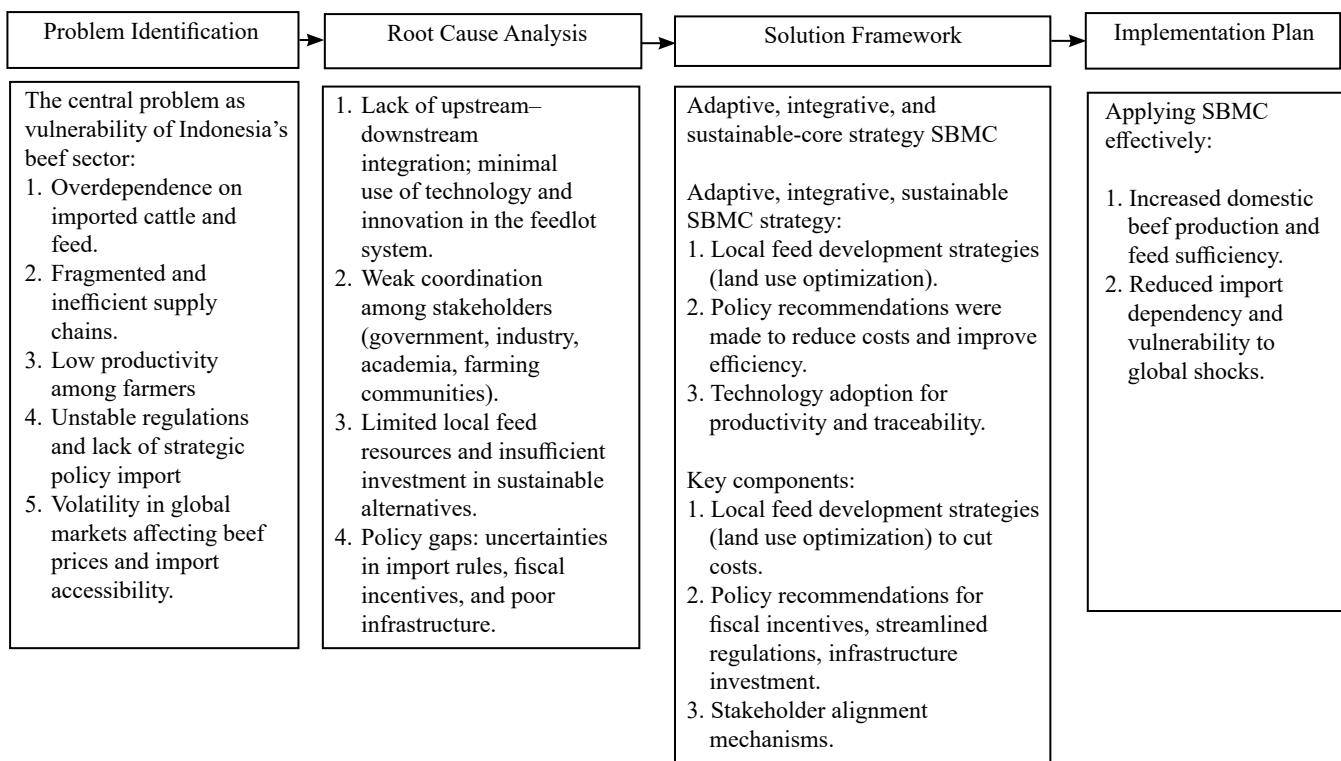 Problem Identification
Root Cause Analysis
Solution Framework
Implementation Plan
The central problem as
vulnerability of Indonesia's
beef sector:
1. Overdependence on
imported cattle and
feed.
2. Fragmented and
inefficient supply
chains.
3. Low productivity
among farmers
4. Unstable regulations
and lack of strategic
policy import
5. Volatility in global
markets affecting beef
prices and import
accessibility.
1. Lack of upstream–
downstream
integration; minimal
use of technology and
innovation in the feedlot
system.
2. Weak coordination
among stakeholders
(government, industry,
academia, farming
communities).
3. Limited local feed
resources and insufficient
investment in sustainable
alternatives.
4. Policy gaps: uncertainties
in import rules, fiscal
incentives, and poor
infrastructure.
Adaptive, integrative, and
sustainable-core strategy SBMC
Adaptive, integrative, sustainable
SBMC strategy:
1. Local feed development strategies
(land use optimization).
2. Policy recommendations were
made to reduce costs and improve
efficiency.
3. Technology adoption for
productivity and traceability.
Key components:
1. Local feed development strategies
(land use optimization) to cut
costs.
2. Policy recommendations for
fiscal incentives, streamlined
regulations, infrastructure
investment.
3. Stakeholder alignment
mechanisms.
Applying SBMC
effectively:
1. Increased domestic
beef production and
feed sufficiency.
2. Reduced import
dependency and
vulnerability to
global shocks.